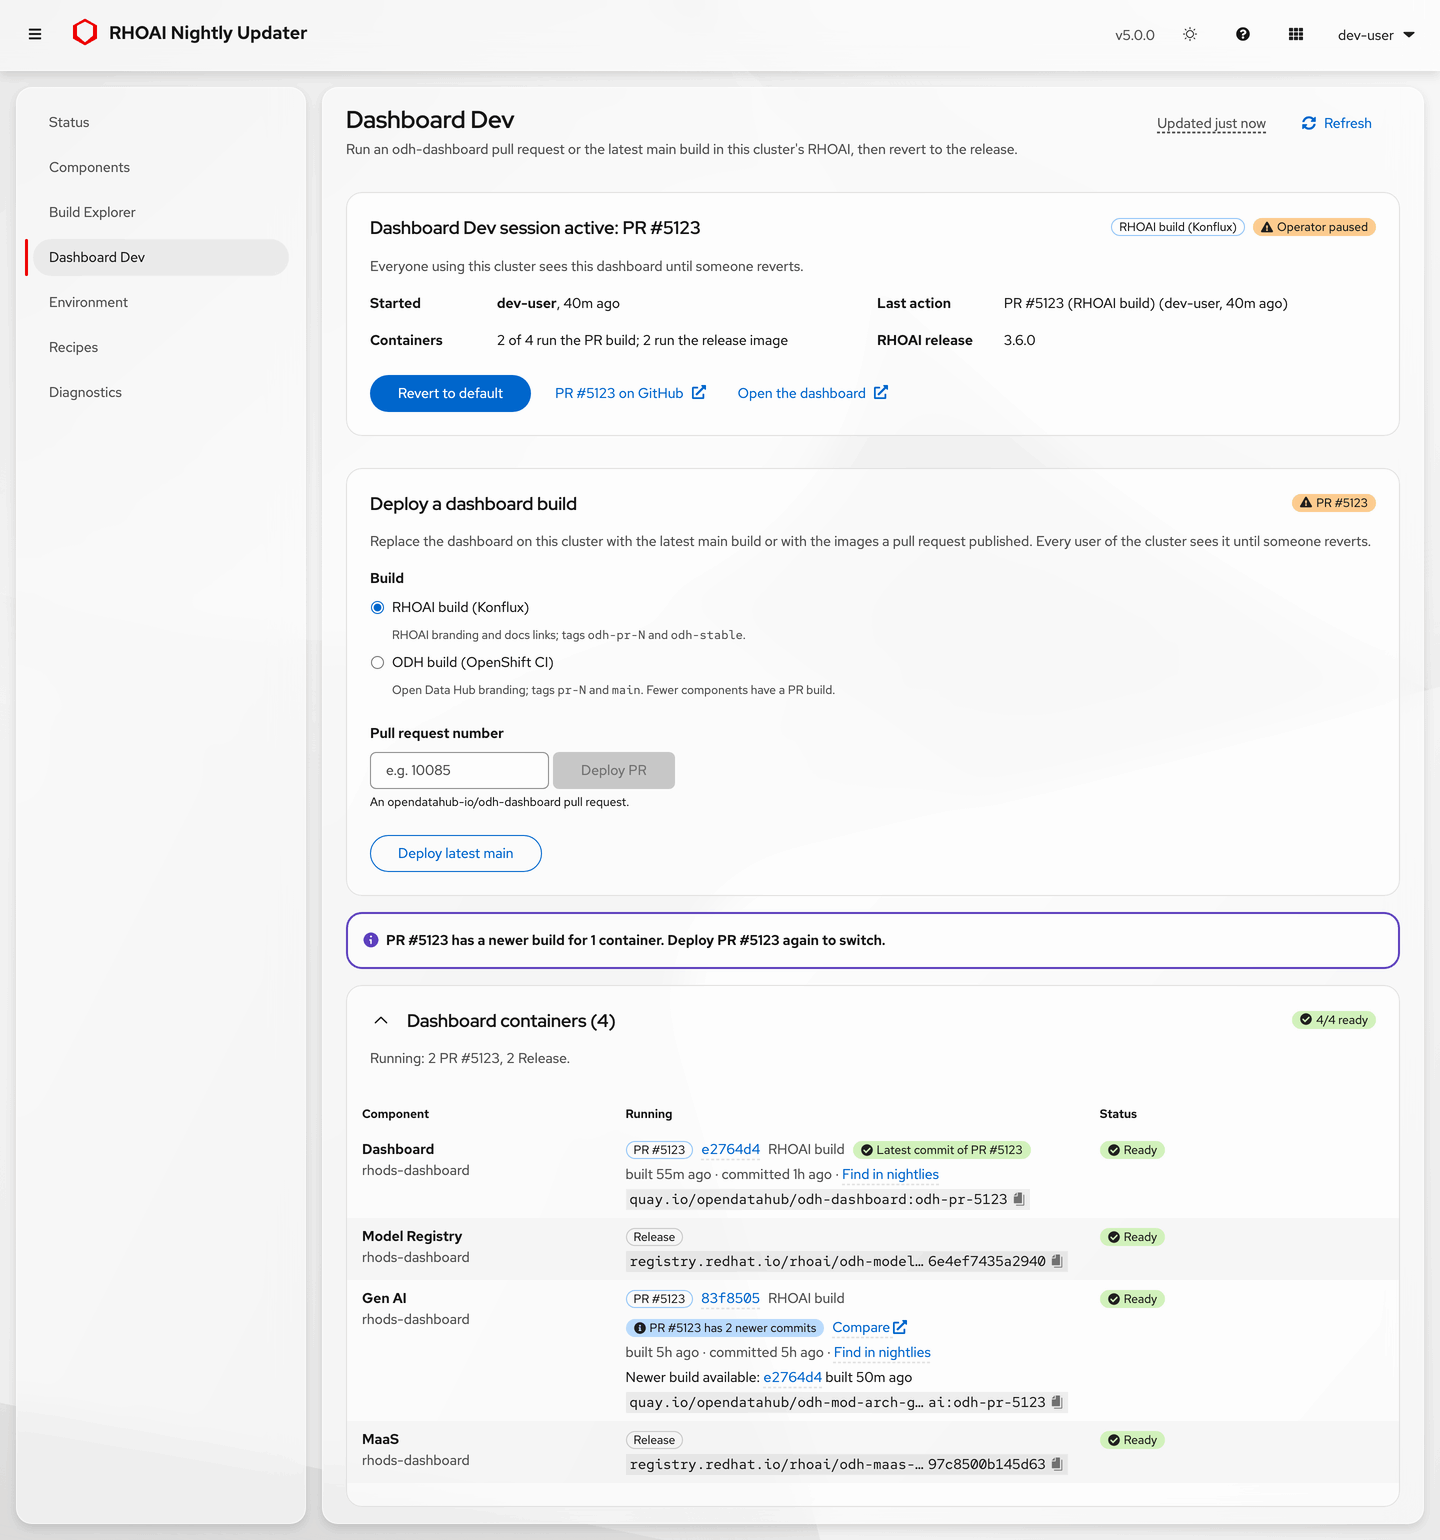 RHOAI Nightly Updater
v5.0.0
dev-user
Status
Components
Build Explorer
Dashboard Dev
Environment
Recipes
Diagnostics
Dashboard Dev
Updated just now
Refresh
Run an odh-dashboard pull request or the latest main build in this cluster's RHOAI, then revert to the release.
Dashboard Dev session active: PR #5123
RHOAI build (Konflux)
Operator paused
Everyone using this cluster sees this dashboard until someone reverts.
Started dev-user, 40m ago
Last action PR #5123 (RHOAI build) (dev-user, 40m ago)
Containers 2 of 4 run the PR build; 2 run the release image
RHOAI release 3.6.0
Revert to default
PR #5123 on GitHub
Open the dashboard
Deploy a dashboard build
PR #5123
Replace the dashboard on this cluster with the latest main build or with the images a pull request published. Every user of the cluster sees it until someone reverts.
Build
RHOAI build (Konflux)
RHOAI branding and docs links; tags odh-pr-N and odh-stable.
ODH build (OpenShift CI)
Open Data Hub branding; tags pr-N and main. Fewer components have a PR build.
Pull request number
e.g. 10085
Deploy PR
An opendatahub-io/odh-dashboard pull request.
Deploy latest main
PR #5123 has a newer build for 1 container. Deploy PR #5123 again to switch.
Dashboard containers (4)
4/4 ready
Running: 2 PR #5123, 2 Release.
Component Running Status
Dashboard
rhods-dashboard
PR #5123 e2764d4 RHOAI build Latest commit of PR #5123
built 55m ago · committed 1h ago · Find in nightlies
quay.io/opendatahub/odh-dashboard:odh-pr-5123
Ready
Model Registry
rhods-dashboard
Release
registry.redhat.io/rhoai/odh-model… 6e4ef7435a2940
Ready
Gen AI
rhods-dashboard
PR #5123 83f8505 RHOAI build
PR #5123 has 2 newer commits Compare
built 5h ago · committed 5h ago · Find in nightlies
Newer build available: e2764d4 built 50m ago
quay.io/opendatahub/odh-mod-arch-g… ai:odh-pr-5123
Ready
MaaS
rhods-dashboard
Release
registry.redhat.io/rhoai/odh-maas-… 97c8500b145d63
Ready